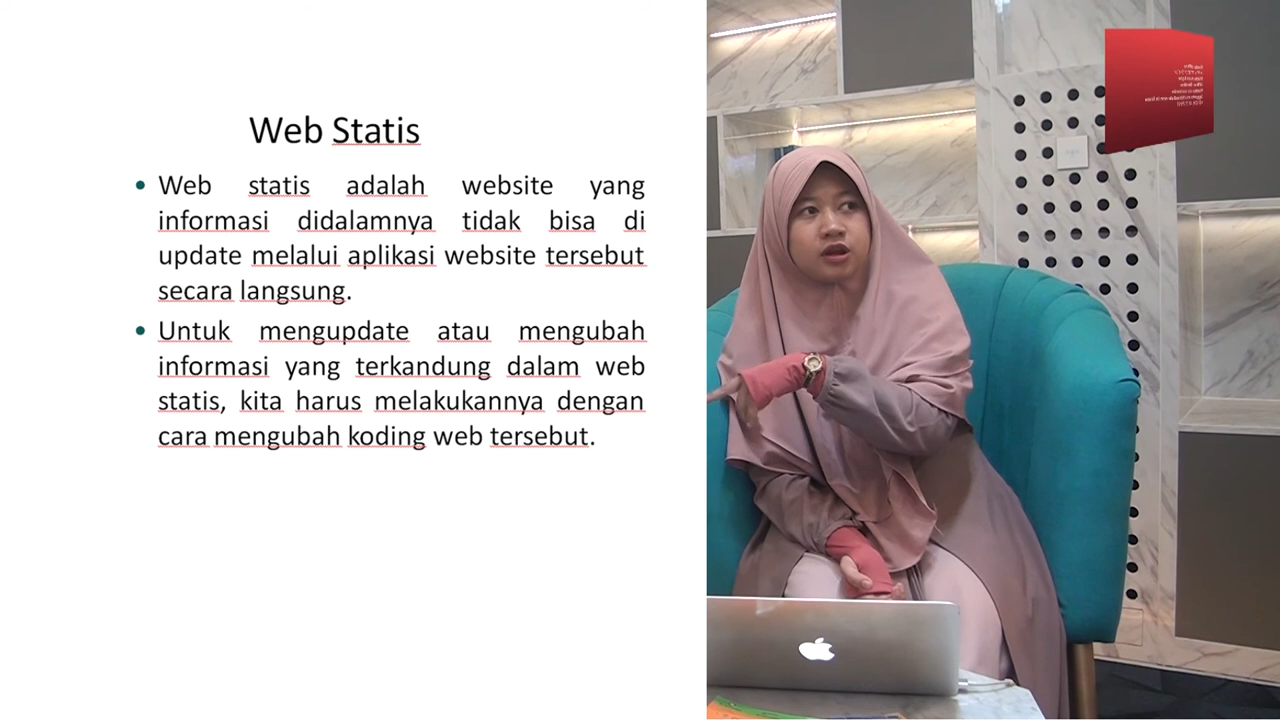 Web Statis
• Web statis adalah website yang
informasi didalamnya tidak bisa di
update melalui aplikasi website tersebut
secara langsung.
• Untuk mengupdate atau mengubah
informasi yang terkandung dalam web
statis, kita harus melakukannya dengan
cara mengubah koding web tersebut.